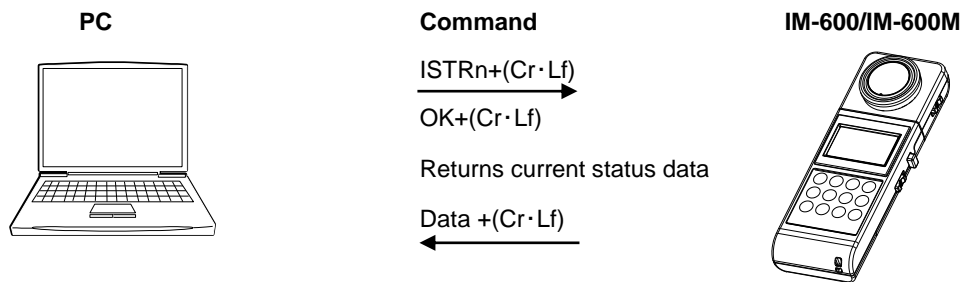 PC
Command
IM-600/IM-600M
ISTRn+(Cr･Lf)
OK+(Cr･Lf)
Returns current status data
Data +(Cr･Lf)